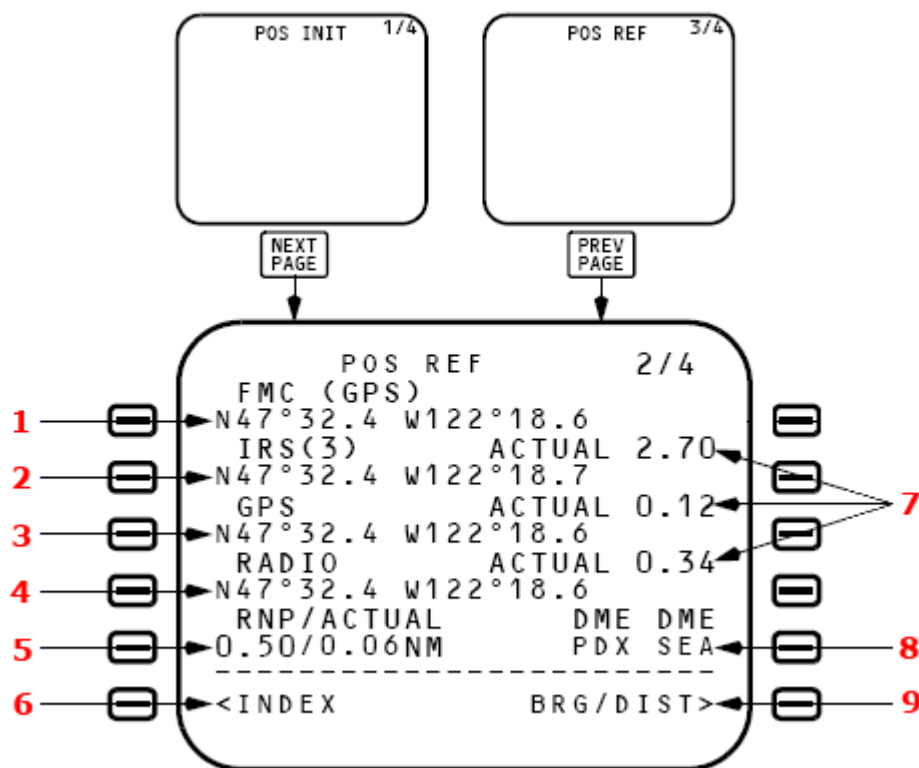 POS INIT 1/4
POS REF 3/4
NEXT
PAGE
PREV
PAGE
POS REF 2/4
FMC (GPS)
1 N47°32.4 W122°18.6
IRS(3) ACTUAL 2.70
2 N47°32.4 W122°18.7
GPS ACTUAL 0.12 7
3 N47°32.4 W122°18.6
RADIO ACTUAL 0.34
4 N47°32.4 W122°18.6
RNP/ACTUAL DME DME
5 0.50/0.06NM PDX SEA 8
6 <INDEX BRG/DIST> 9